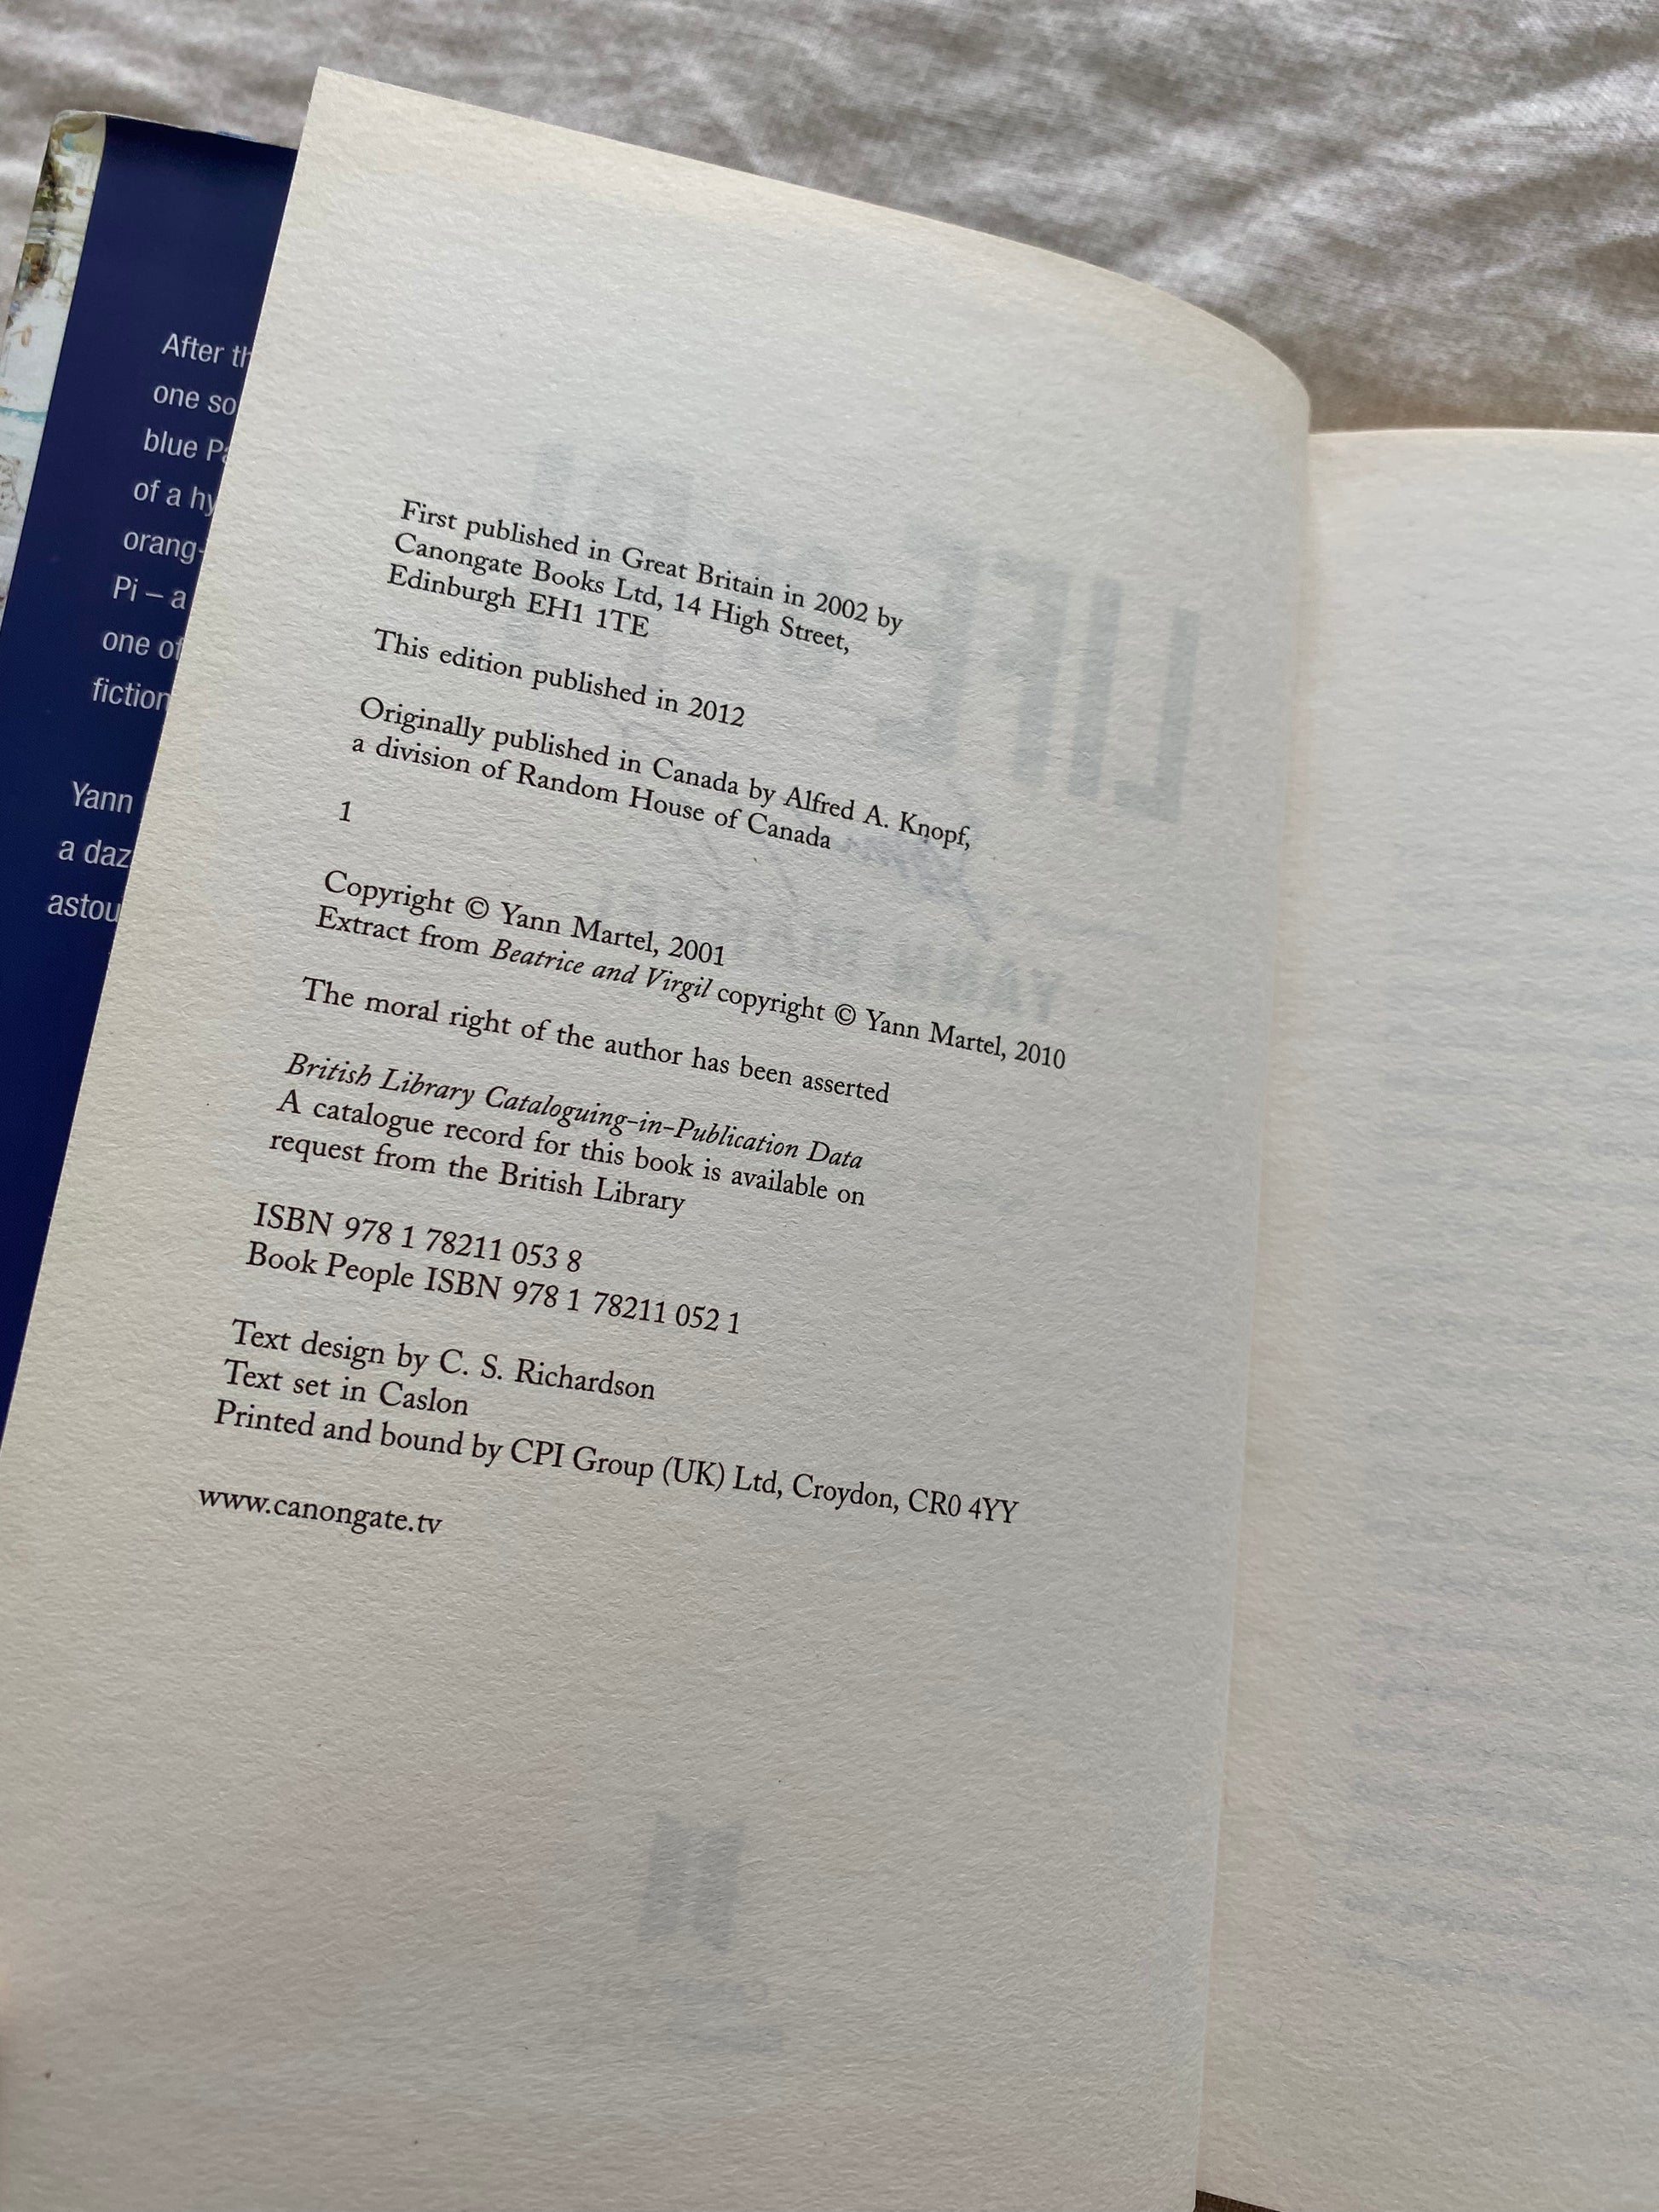 After
one so
blue
of a
orang-
Pi – a
one of
fiction
Yann
a
First published in Great Britain in 2002 by
Canongate Books Ltd, 14 High Street,
Edinburgh EH1 1TE
This edition published in 2012
Originally published in Canada by Alfred A. Knopf,
a division of Random House of Canada
1
Copyright © Yann Martel, 2001
Extract from Beatrice and Virgil copyright © Yann Martel, 2010
The moral right of the author has been asserted
British Library Cataloguing-in-Publication Data
A catalogue record for this book is available on
request from the British Library
ISBN 978 1 78211 053 8
Book People ISBN 978 1 78211 052 1
Text design by C. S. Richardson
Text set in Caslon
Printed and bound by CPI Group (UK) Ltd, Croydon, CR0 4YY
www.canongate.tv